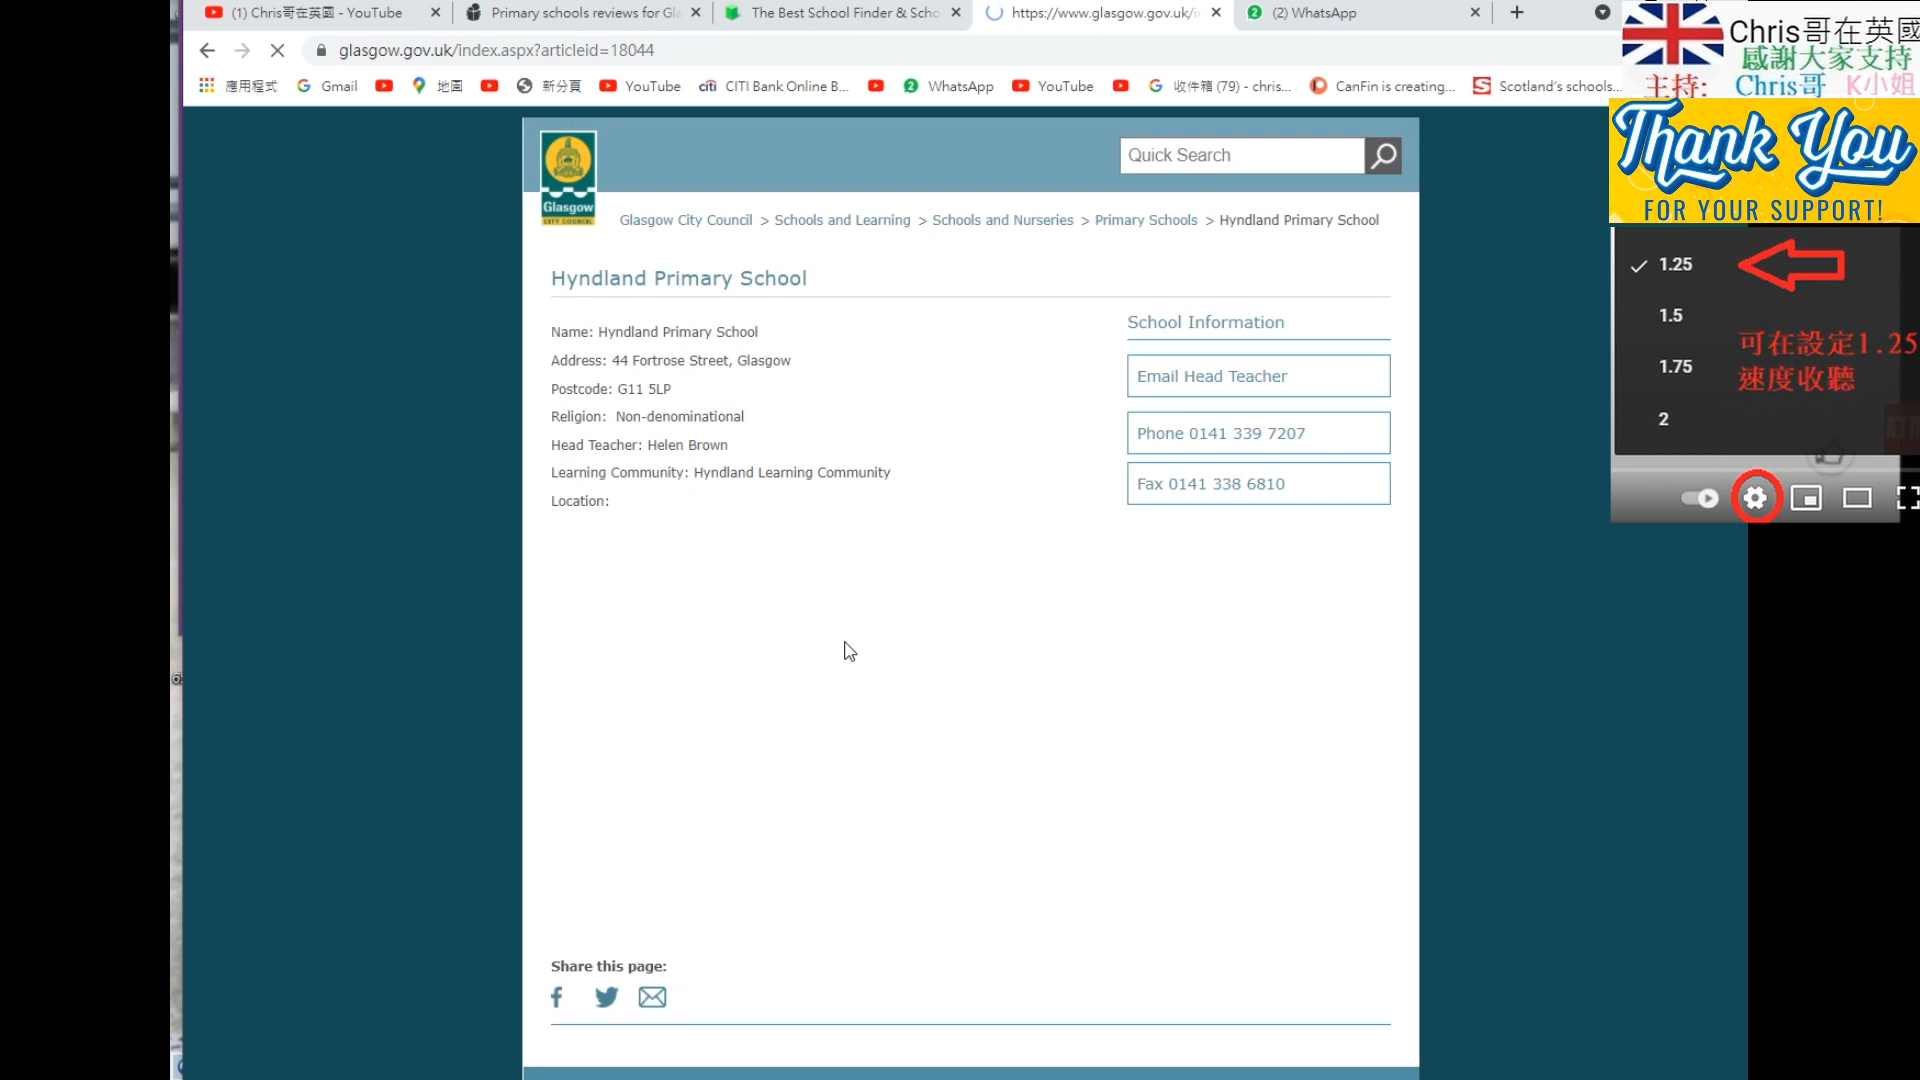 (1) Chris哥在英國 - YouTube
Primary schools reviews for Gl
The Best School Finder & Scho
https://www.glasgow.gov.uk/i
(2) WhatsApp
glasgow.gov.uk/index.aspx?articleid=18044
應用程式
Gmail
地圖
新分頁
YouTube
citi CITI Bank Online B...
WhatsApp
YouTube
收件箱 (79) - chris...
CanFin is creating...
Scotland's schools...
Chris哥在英國
感謝大家支持
主持: Chris哥 K小姐
Thank You
FOR YOUR SUPPORT!
Glasgow
CITY COUNCIL
Quick Search
Glasgow City Council > Schools and Learning > Schools and Nurseries > Primary Schools > Hyndland Primary School
Hyndland Primary School
Name: Hyndland Primary School
Address: 44 Fortrose Street, Glasgow
Postcode: G11 5LP
Religion: Non-denominational
Head Teacher: Helen Brown
Learning Community: Hyndland Learning Community
Location:
School Information
Email Head Teacher
Phone 0141 339 7207
Fax 0141 338 6810
1.25
1.5
1.75
2
可在設定1.25
速度收聽
Share this page: